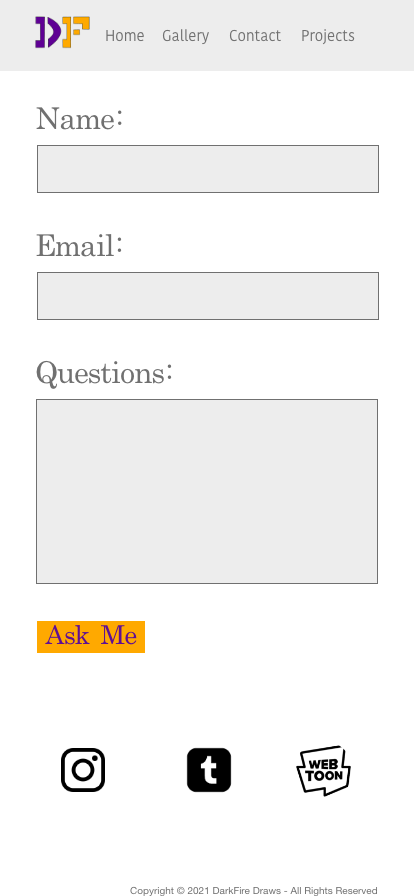 DF Home Gallery Contact Projects
Name:
Email:
Questions:
Ask Me
t WEB
TOON
Copyright © 2021 DarkFire Draws - All Rights Reserved